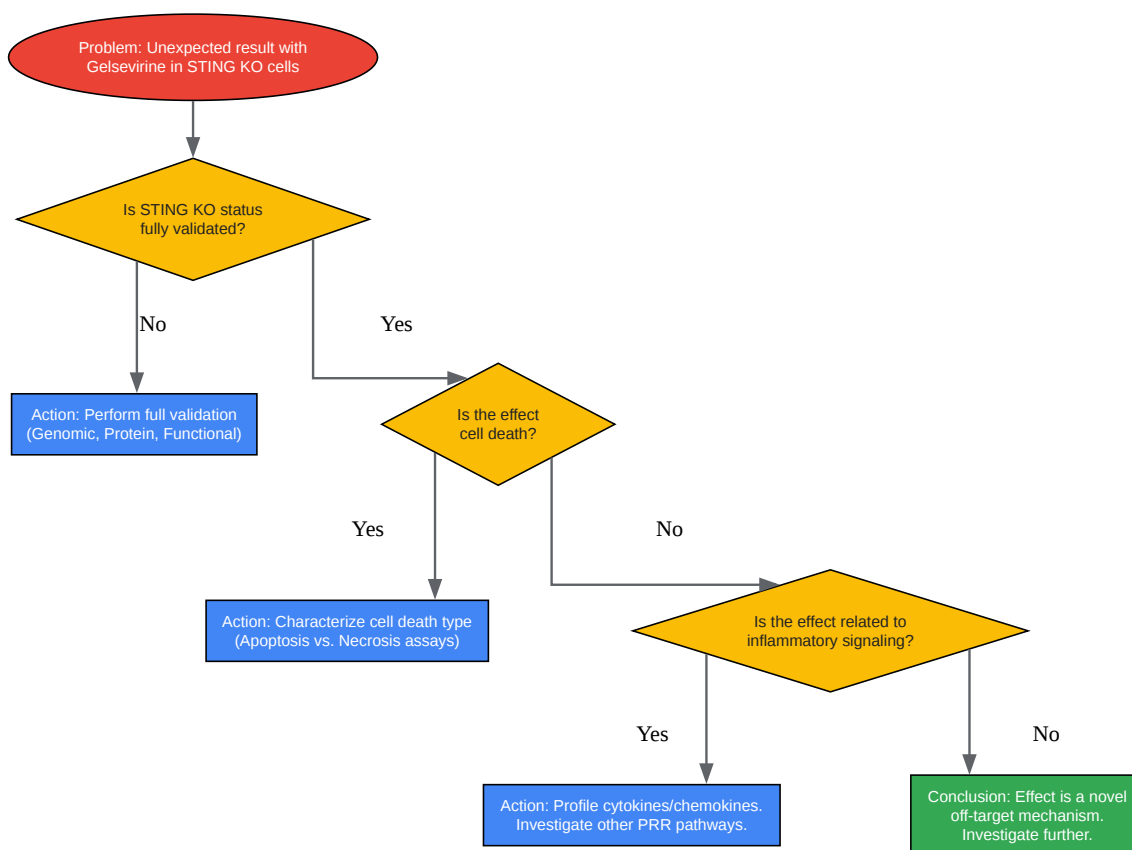 Problem: Unexpected result with
Gelsevirine in STING KO cells
Is STING KO status
fully validated?
No
Yes
Action: Perform full validation
(Genomic, Protein, Functional)
Is the effect
cell death?
Yes
No
Action: Characterize cell death type
(Apoptosis vs. Necrosis assays)
Is the effect related to
inflammatory signaling?
Yes
No
Action: Profile cytokines/chemokines.
Investigate other PRR pathways.
Conclusion: Effect is a novel
off-target mechanism.
Investigate further.